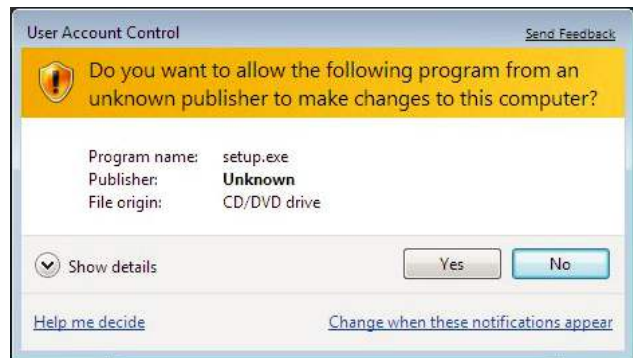 User Account Control
Send Feedback
Do you want to allow the following program from an
unknown publisher to make changes to this computer?
Program name: setup.exe
Publisher: Unknown
File origin: CD/DVD drive
Show details
Yes
No
Help me decide
Change when these notifications appear